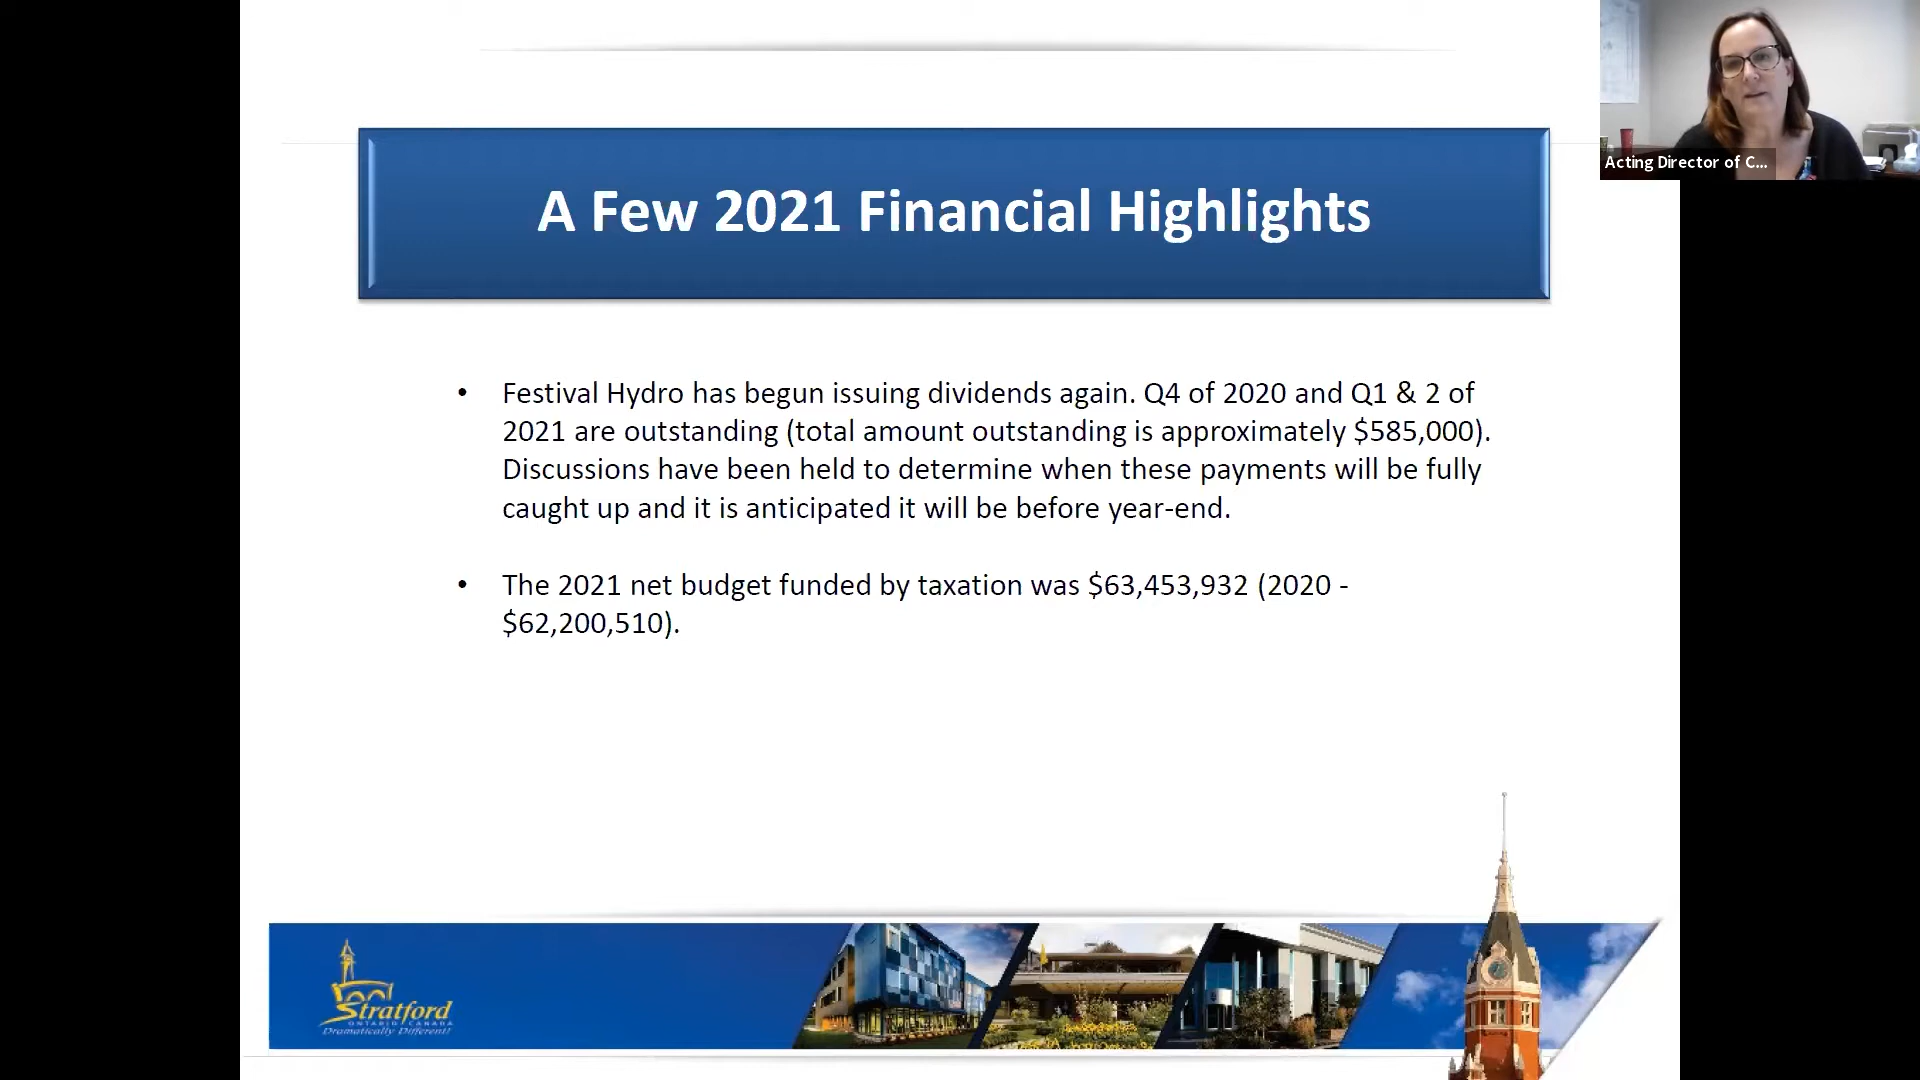 Acting Director of C...
A Few 2021 Financial Highlights
• Festival Hydro has begun issuing dividends again. Q4 of 2020 and Q1 & 2 of
2021 are outstanding (total amount outstanding is approximately $585,000).
Discussions have been held to determine when these payments will be fully
caught up and it is anticipated it will be before year-end.
• The 2021 net budget funded by taxation was $63,453,932 (2020 -
$62,200,510).
Stratford
ONTARIO CANADA
Dramatically Different!